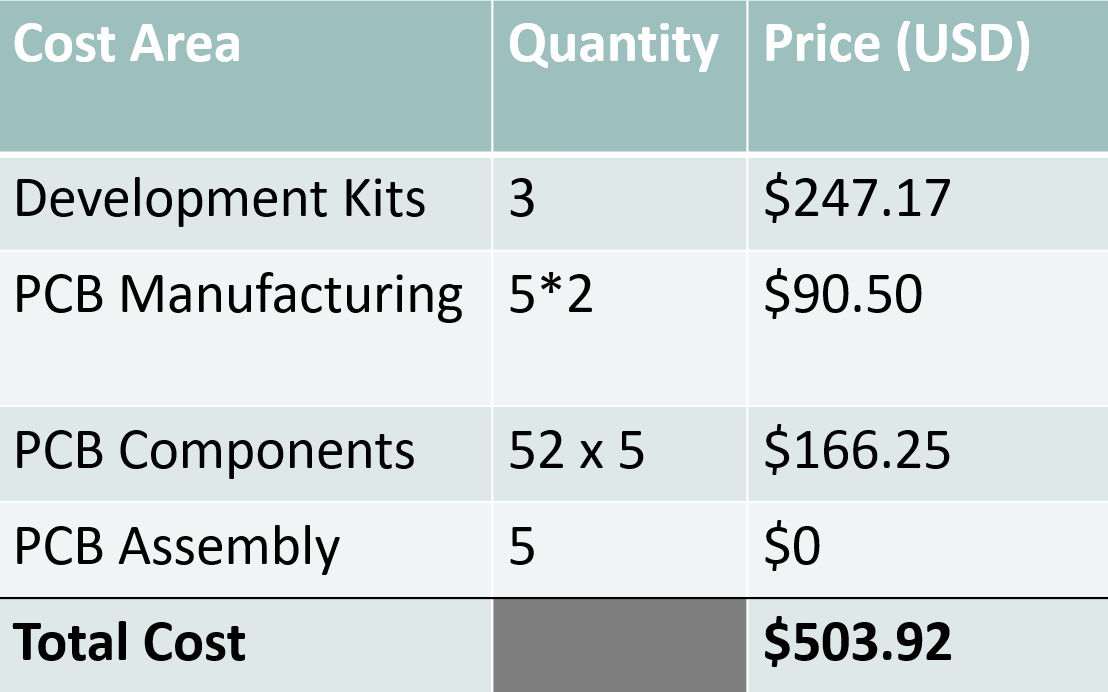 Cost Area Quantity Price (USD)
Development Kits 3 $247.17
PCB Manufacturing 5*2 $90.50
PCB Components 52 x 5 $166.25
PCB Assembly 5 $0
Total Cost $503.92